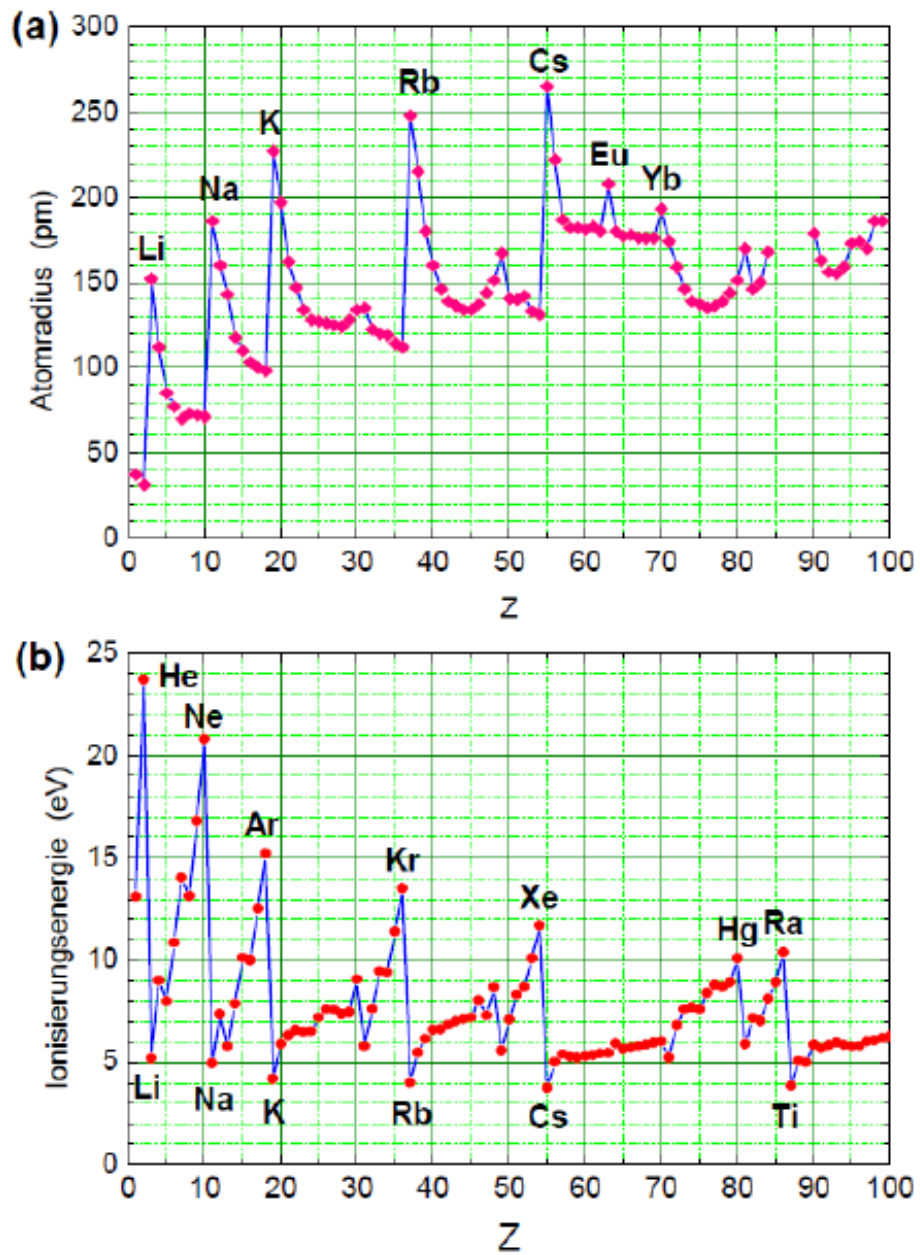 (a)
300
250
200
150
100
50
0
Atomradius (pm)
Li
Na
K
Rb
Cs
Eu
Yb
0 10 20 30 40 50 60 70 80 90 100
Z
(b)
25
20
15
10
5
0
Ionisierungsenergie (eV)
He
Ne
Ar
Kr
Xe
Hg Ra
Li
Na
K
Rb
Cs
Ti
0 10 20 30 40 50 60 70 80 90 100
Z